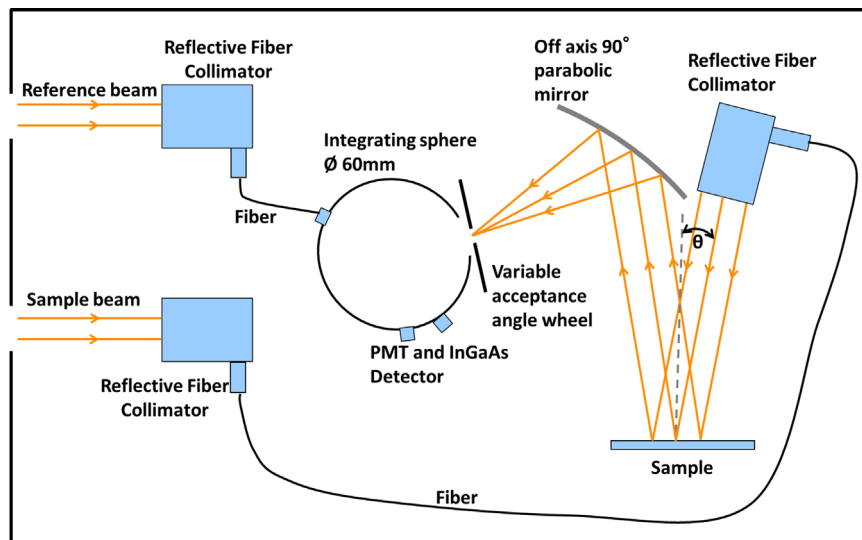 Reflective Fiber
Collimator
Reference beam
Fiber
Integrating sphere
Ø 60mm
Off axis 90°
parabolic
mirror
Reflective Fiber
Collimator
θ
Variable
acceptance
angle wheel
Sample beam
PMT and InGaAs
Detector
Reflective Fiber
Collimator
Sample
Fiber